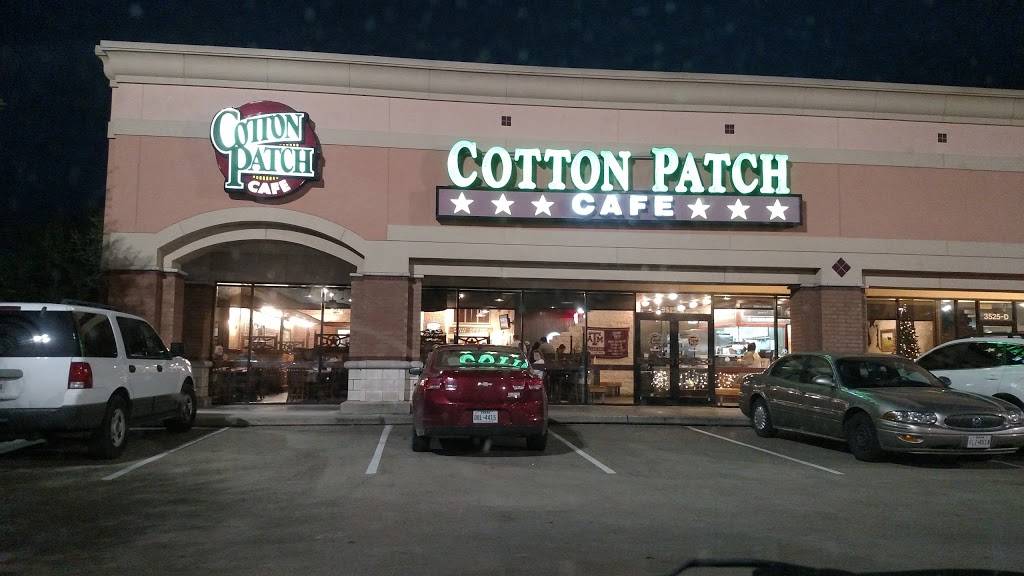 COTTON
PATCH
CAFE
COTTON PATCH
CAFE
3525-D